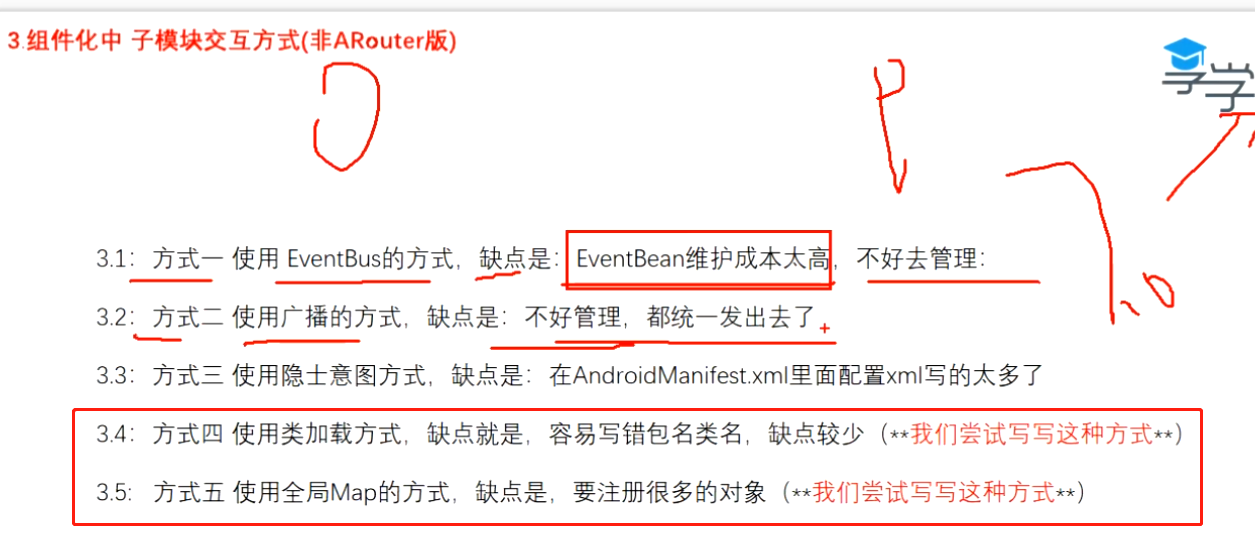 3.组件化中 子模块交互方式(非ARouter版)
享学
3.1：方式一 使用 EventBus的方式，缺点是：EventBean维护成本太高，不好去管理：
3.2：方式二 使用广播的方式，缺点是：不好管理，都统一发出去了
3.3：方式三 使用隐士意图方式，缺点是：在AndroidManifest.xml里面配置xml写的太多了
3.4：方式四 使用类加载方式，缺点就是，容易写错包名类名，缺点较少（**我们尝试写写这种方式**）
3.5：方式五 使用全局Map的方式，缺点是，要注册很多的对象（**我们尝试写写这种方式**）